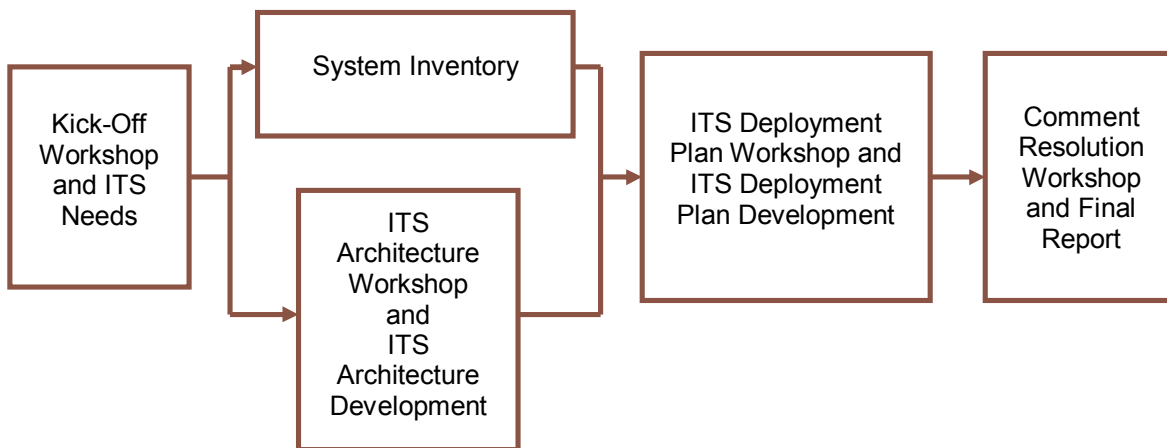 Kick-Off
Workshop
and ITS
Needs
System Inventory
ITS
Architecture
Workshop
and
ITS
Architecture
Development
ITS Deployment
Plan Workshop and
ITS Deployment
Plan Development
Comment
Resolution
Workshop
and Final
Report